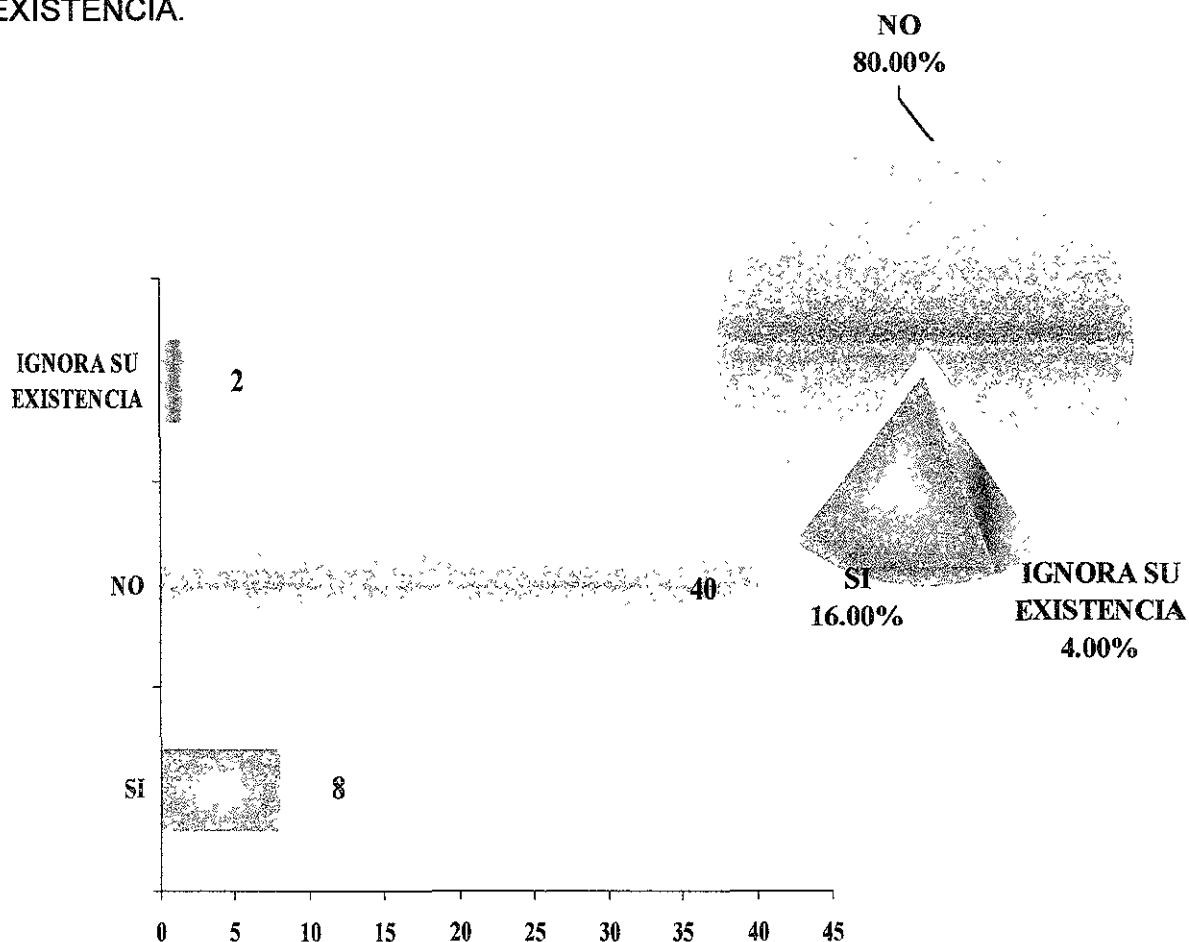 EXISTENCIA.
NO
80.00%
IGNORA SU
EXISTENCIA
2
NO
40
SI
16.00%
IGNORA SU
EXISTENCIA
4.00%
SI
8
0 5 10 15 20 25 30 35 40 45